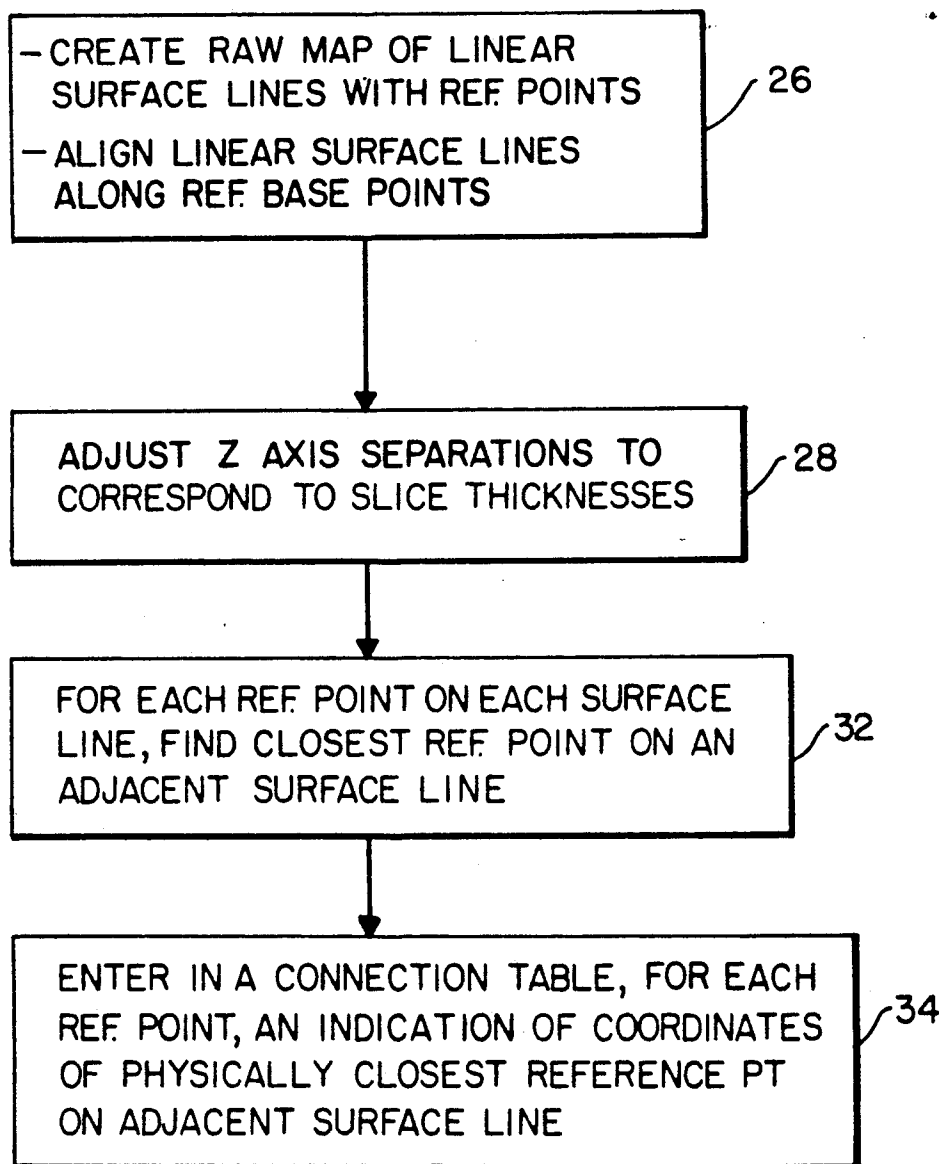 – CREATE RAW MAP OF LINEAR
SURFACE LINES WITH REF. POINTS
– ALIGN LINEAR SURFACE LINES
ALONG REF. BASE POINTS
26
ADJUST Z AXIS SEPARATIONS TO
CORRESPOND TO SLICE THICKNESSES
28
FOR EACH REF. POINT ON EACH SURFACE
LINE, FIND CLOSEST REF. POINT ON AN
ADJACENT SURFACE LINE
32
ENTER IN A CONNECTION TABLE, FOR EACH
REF. POINT, AN INDICATION OF COORDINATES
OF PHYSICALLY CLOSEST REFERENCE PT
ON ADJACENT SURFACE LINE
34